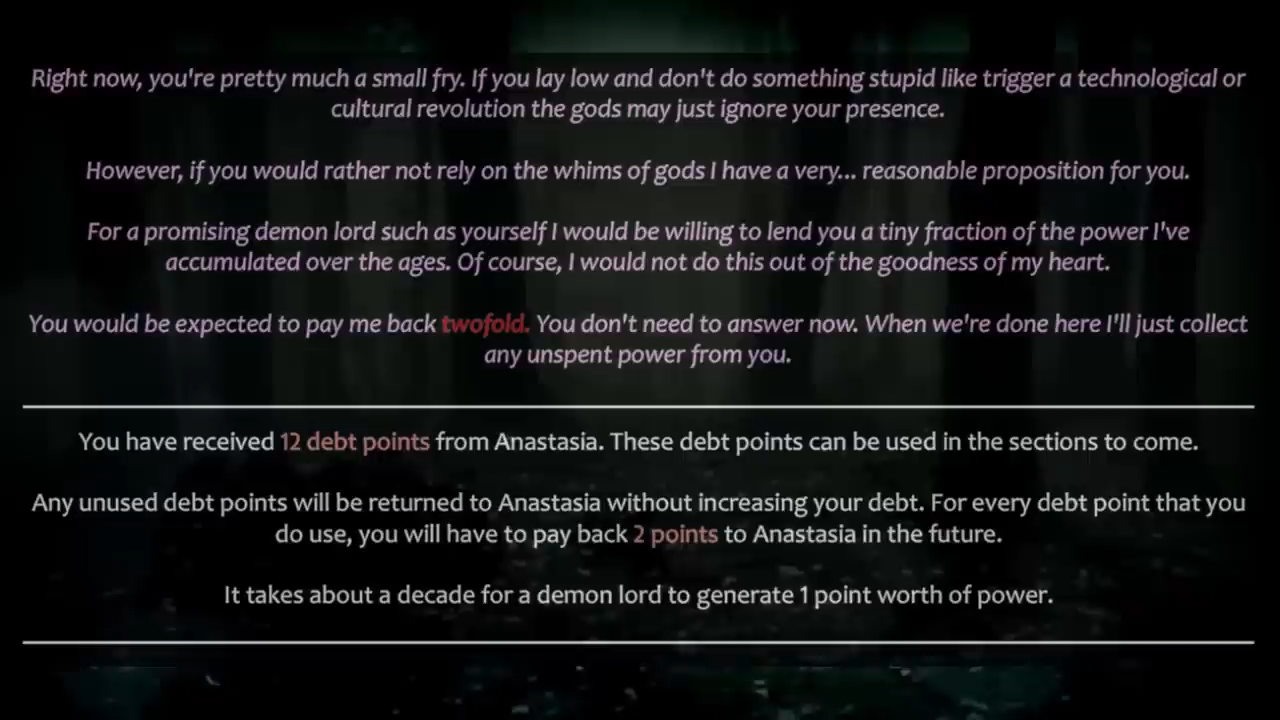 Right now, you're pretty much a small fry. If you lay low and don't do something stupid like trigger a technological or
cultural revolution the gods may just ignore your presence.
However, if you would rather not rely on the whims of gods I have a very... reasonable proposition for you.
For a promising demon lord such as yourself I would be willing to lend you a tiny fraction of the power I've
accumulated over the ages. Of course, I would not do this out of the goodness of my heart.
You would be expected to pay me back twofold. You don't need to answer now. When we're done here I'll just collect
any unspent power from you.
You have received 12 debt points from Anastasia. These debt points can be used in the sections to come.
Any unused debt points will be returned to Anastasia without increasing your debt. For every debt point that you
do use, you will have to pay back 2 points to Anastasia in the future.
It takes about a decade for a demon lord to generate 1 point worth of power.